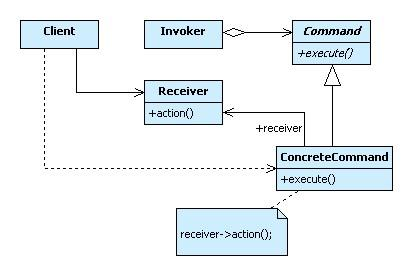 Client
Invoker
Command
+execute()
Receiver
+action()
+receiver
ConcreteCommand
+execute()
receiver->action();